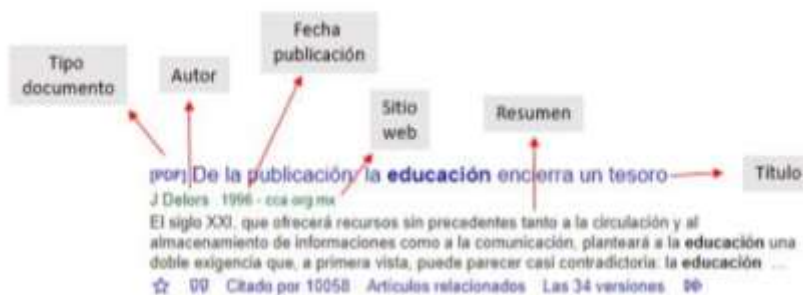 Fecha
publicación
Tipo
documento
Autor
Sitio
web
Resumen
[PDF] De la publicación, la educación encierra un tesoro
Título
J Delors 1996 - cca.org.mx
El siglo XXI, que ofrecerá recursos sin precedentes tanto a la circulación y al
almacenamiento de informaciones como a la comunicación, planteará a la educación una
doble exigencia que, a primera vista, puede parecer casi contradictoria: la educación ...
Citado por 10058 Artículos relacionados Las 34 versiones